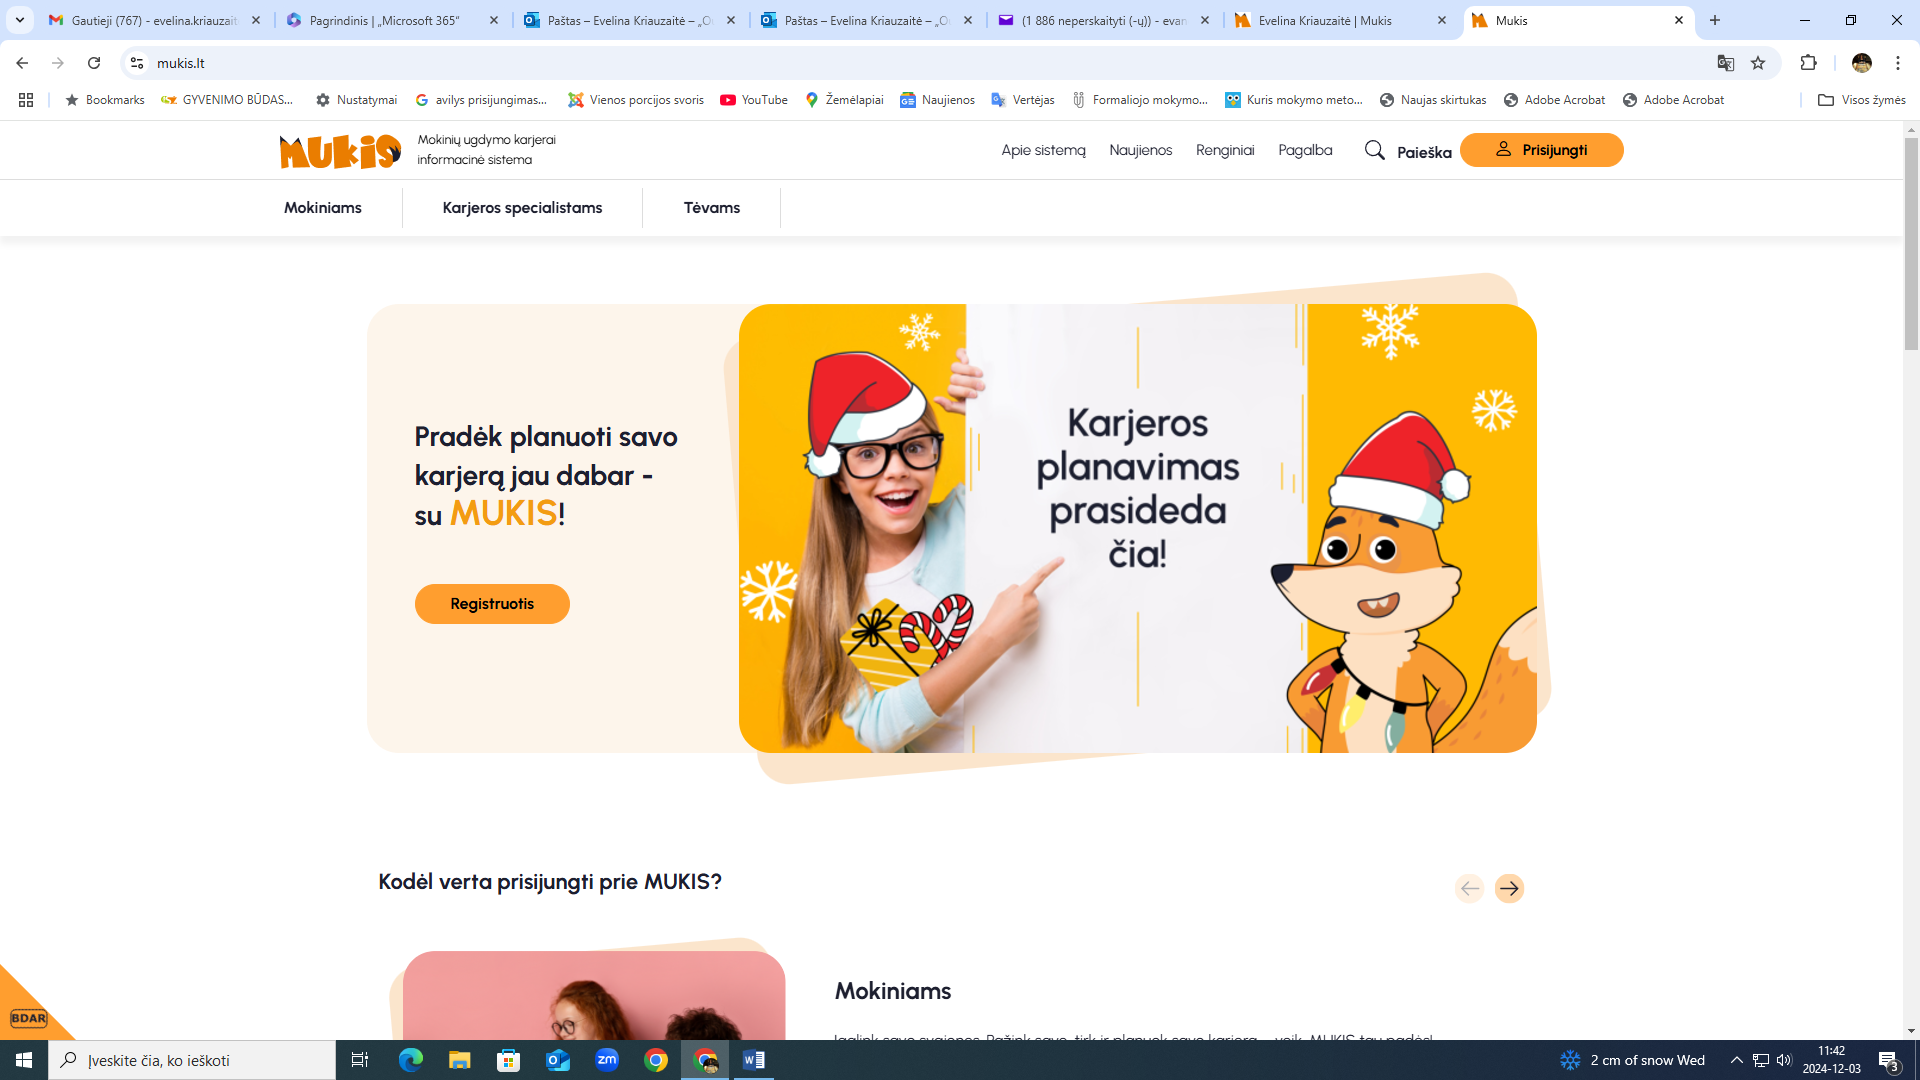 Gautieji (767) - evelina.kriauzait
Pagrindinis | „Microsoft 365“
Paštas – Evelina Kriauzaitė – „O
Paštas – Evelina Kriauzaitė – „O
(1 886 neperskaityti (-ų)) - evan
Evelina Kriauzaitė | Mukis
Mukis
mukis.lt
Bookmarks
GYVENIMO BŪDAS...
Nustatymai
avilys prisijungimas...
Vienos porcijos svoris
YouTube
Žemėlapiai
Naujienos
Vertėjas
Formaliojo mokymo...
Kuris mokymo meto...
Naujas skirtukas
Adobe Acrobat
Adobe Acrobat
Visos žymės
MUKIS
Mokinių ugdymo karjerai
informacinė sistema
Apie sistemą
Naujienos
Renginiai
Pagalba
Paieška
Prisijungti
Mokiniams
Karjeros specialistams
Tėvams
Pradėk planuoti savo
karjerą jau dabar -
su MUKIS!
Registruotis
Karjeros
planavimas
prasideda
čia!
Kodėl verta prisijungti prie MUKIS?
Mokiniams
BDAR
Įveskite čia, ko ieškoti
zm
2 cm of snow Wed
11:42
2024-12-03
3